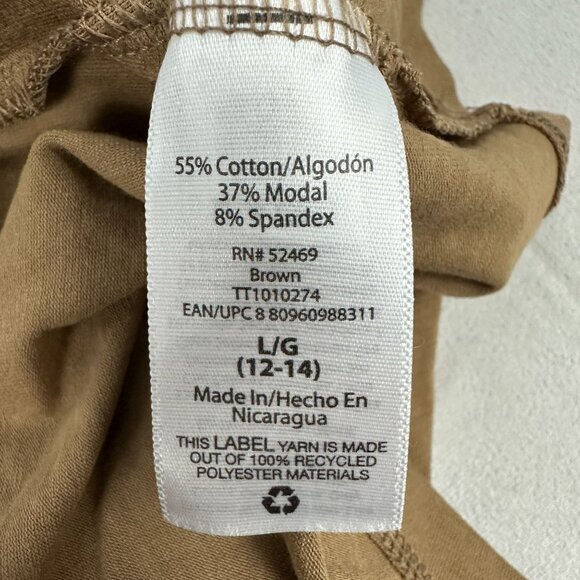 55% Cotton/Algodón
37% Modal
8% Spandex
RN# 52469
Brown
TT1010274
EAN/UPC 8 80960988311
L/G
(12-14)
Made In/Hecho En
Nicaragua
THIS LABEL YARN IS MADE
OUT OF 100% RECYCLED
POLYESTER MATERIALS